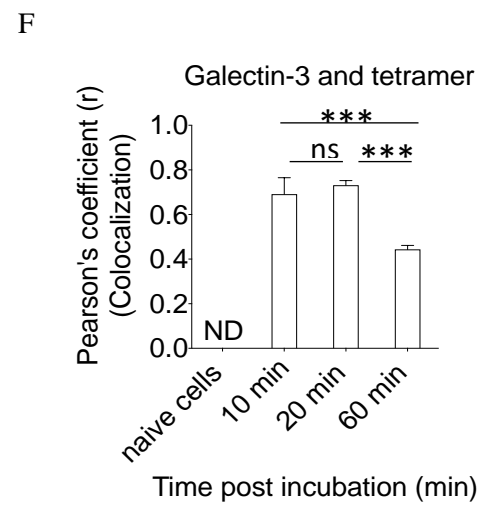 F
Galectin-3 and tetramer
Pearson's coefficient (r)
(Colocalization)
1.0
0.8
0.6
0.4
0.2
0.0
***
ns ***
ND
naive cells
10 min
20 min
60 min
Time post incubation (min)